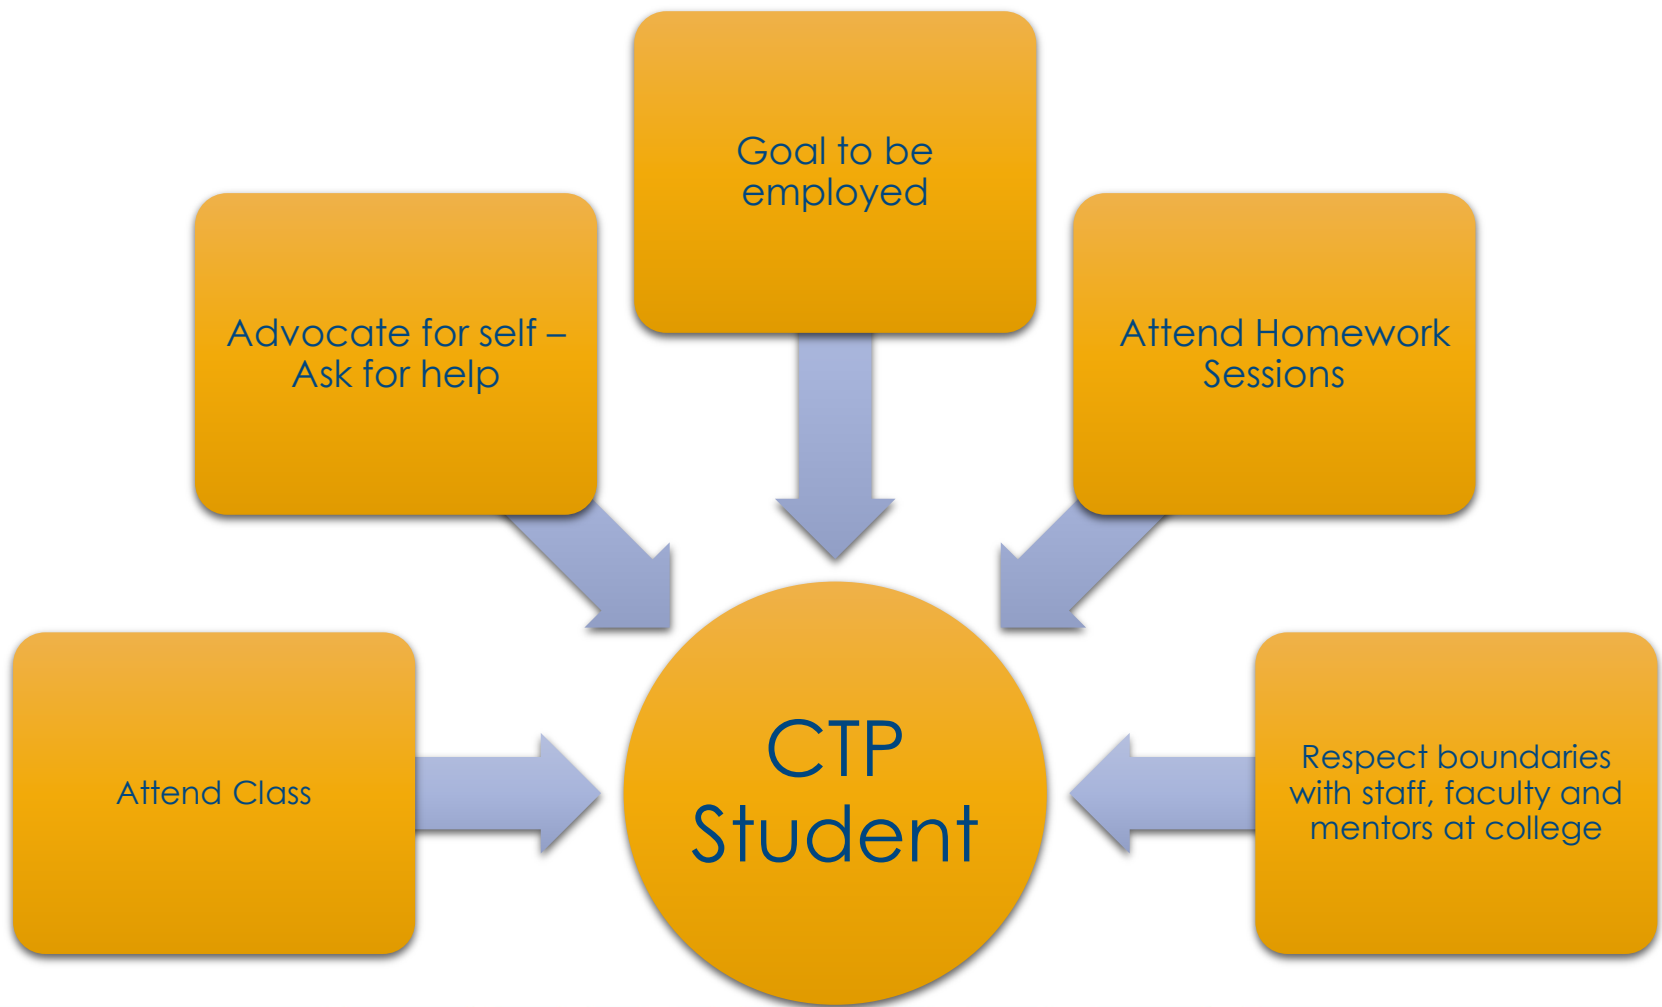 Goal to be
employed
Advocate for self –
Ask for help
Attend Homework
Sessions
Attend Class
CTP
Student
Respect boundaries
with staff, faculty and
mentors at college